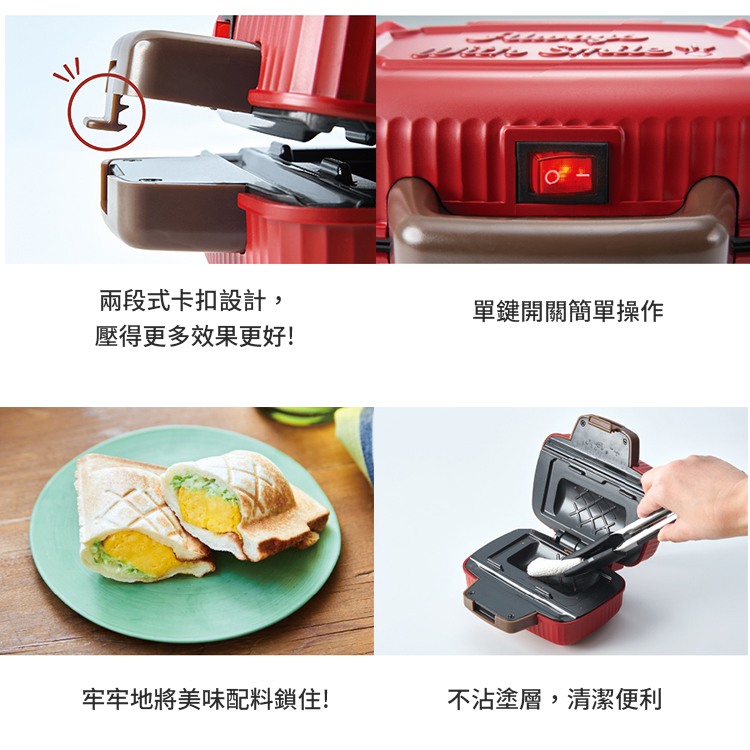 Always
With Smile
兩段式卡扣設計，
壓得更多效果更好!
單鍵開關簡單操作
牢牢地將美味配料鎖住!
不沾塗層，清潔便利